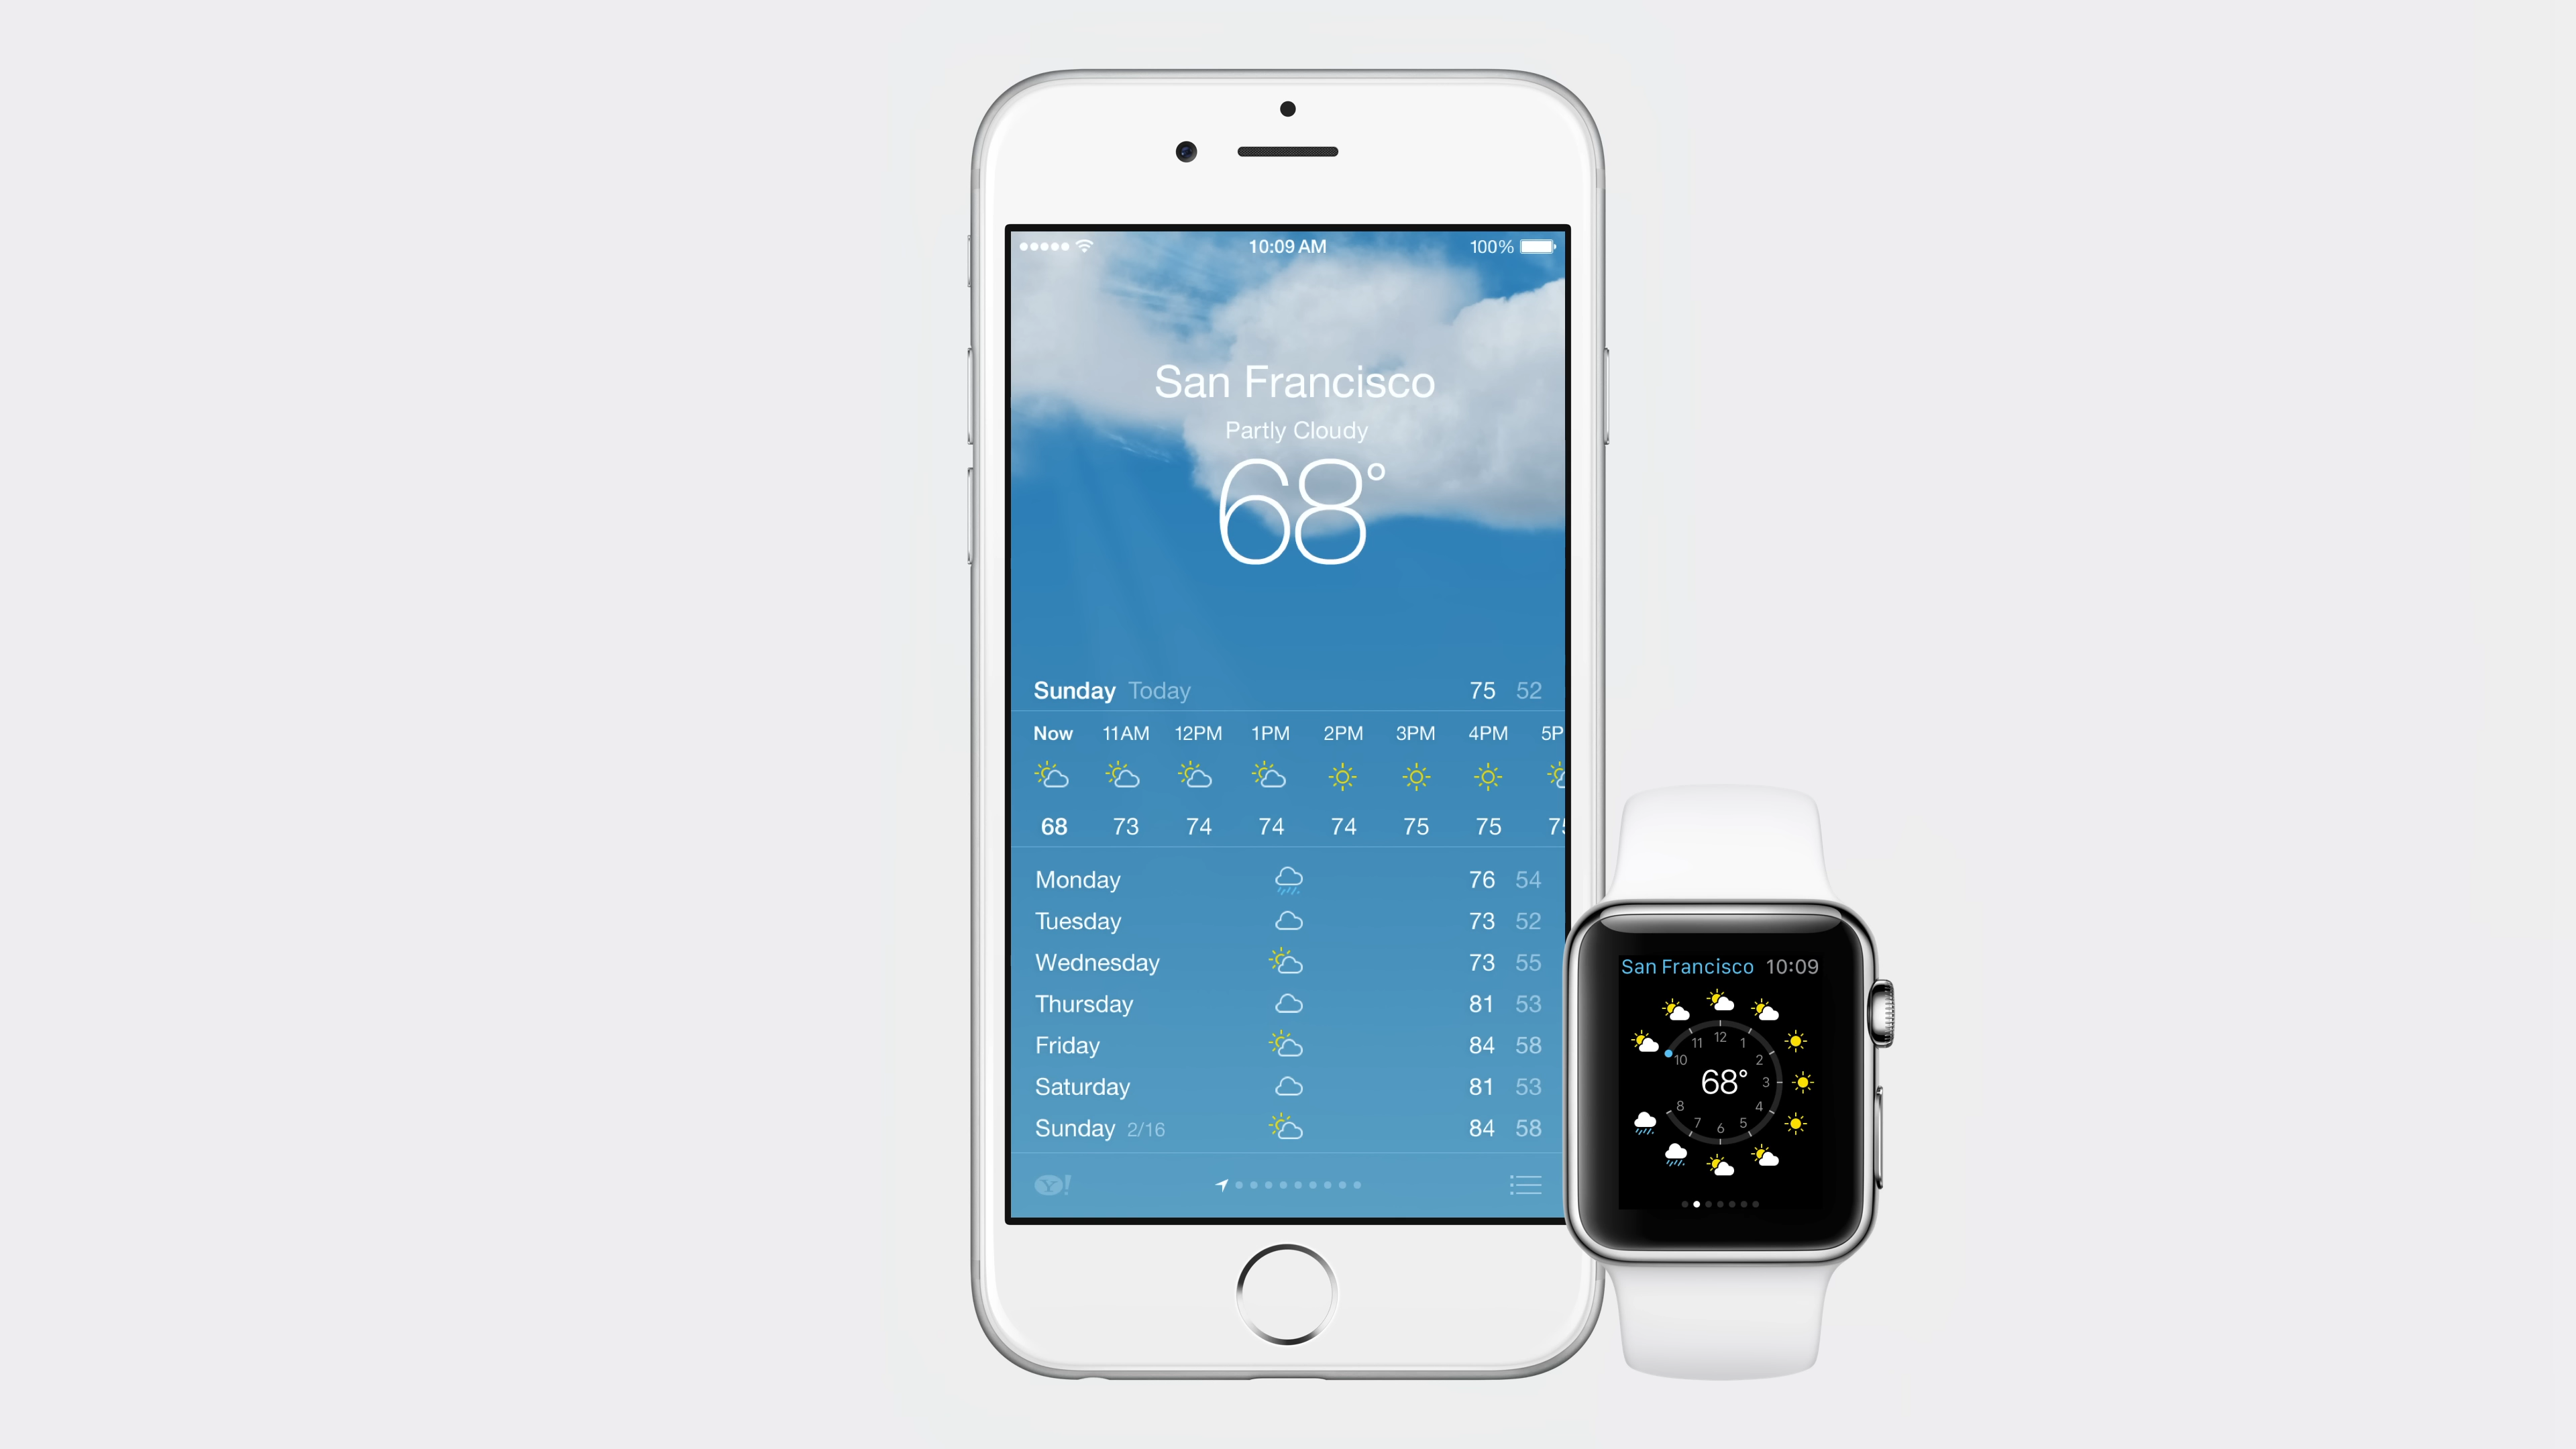 10:09 AM 100%
San Francisco
Partly Cloudy
68°
Sunday Today 75 52
Now 11AM 12PM 1PM 2PM 3PM 4PM 5P
68 73 74 74 74 75 75
Monday 76 54
Tuesday 73 52
Wednesday 73 55
Thursday 81 53
Friday 84 58
Saturday 81 53
Sunday 2/16 84 58
Y!
San Francisco 10:09
12
11 1
10 2
68° 3
8 4
7 5
6